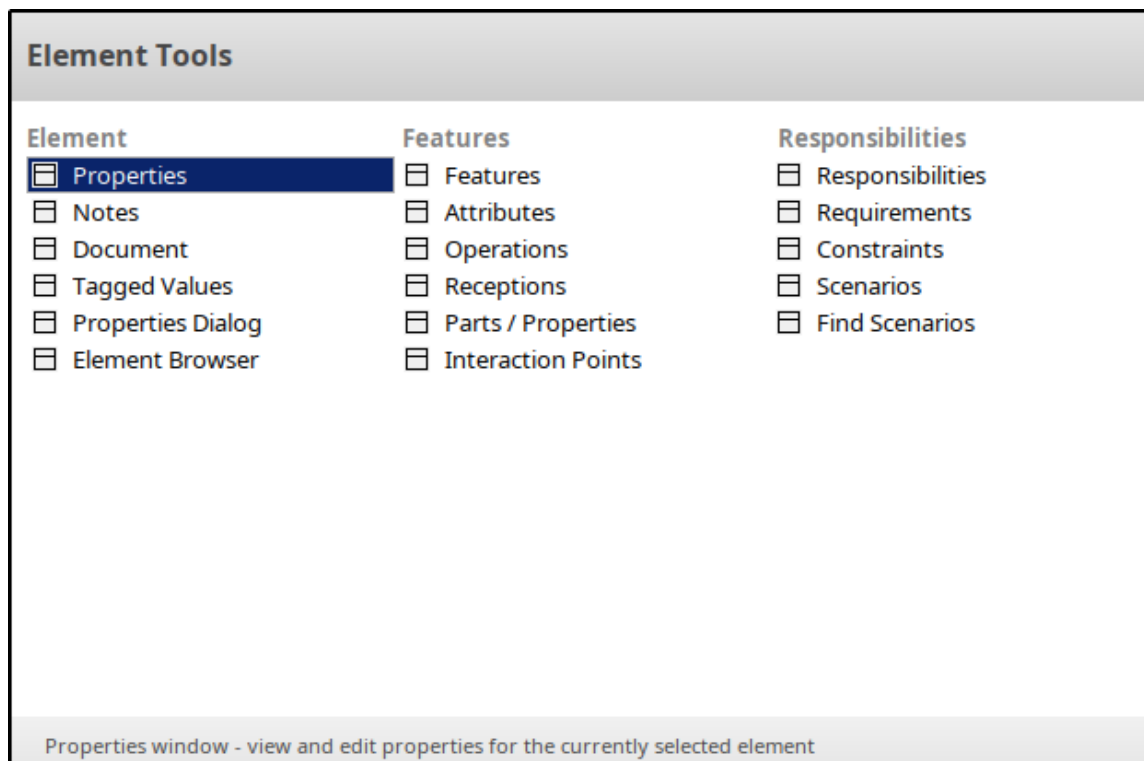 Element Tools
Element
Properties
Notes
Document
Tagged Values
Properties Dialog
Element Browser
Features
Features
Attributes
Operations
Receptions
Parts / Properties
Interaction Points
Responsibilities
Responsibilities
Requirements
Constraints
Scenarios
Find Scenarios
Properties window - view and edit properties for the currently selected element